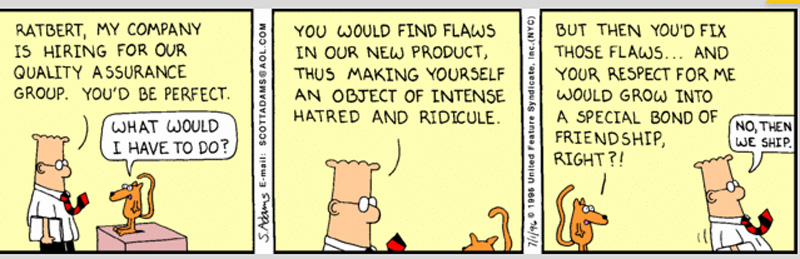 RATBERT, MY COMPANY
IS HIRING FOR OUR
QUALITY ASSURANCE
GROUP. YOU'D BE PERFECT.
WHAT WOULD
I HAVE TO DO?
S.Adams E-mail: SCOTTADAMS@AOL.COM
YOU WOULD FIND FLAWS
IN OUR NEW PRODUCT,
THUS MAKING YOURSELF
AN OBJECT OF INTENSE
HATRED AND RIDICULE.
7/1/96 © 1996 United Feature Syndicate, Inc.(NYC)
BUT THEN YOU'D FIX
THOSE FLAWS... AND
YOUR RESPECT FOR ME
WOULD GROW INTO
A SPECIAL BOND OF
FRIENDSHIP,
RIGHT?!
NO, THEN
WE SHIP.